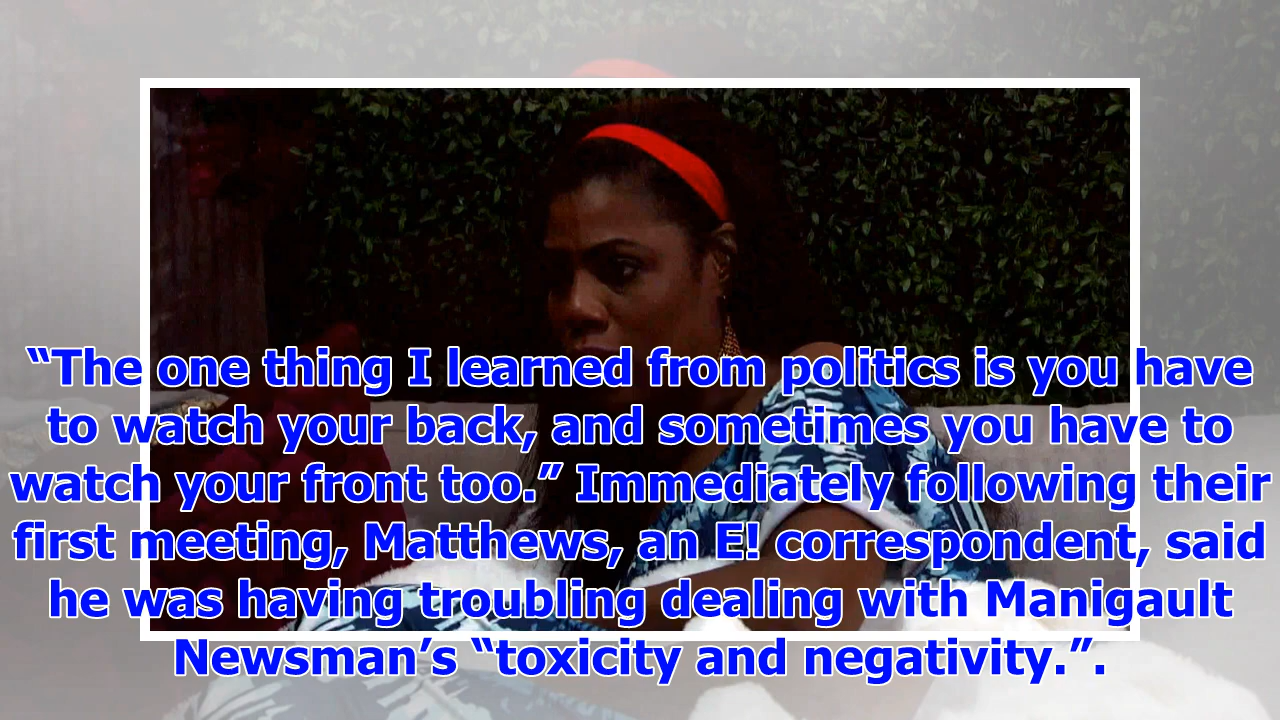 “The one thing I learned from politics is you have
to watch your back, and sometimes you have to
watch your front too.” Immediately following their
first meeting, Matthews, an E! correspondent, said
he was having troubling dealing with Manigault
Newsman’s “toxicity and negativity.”.